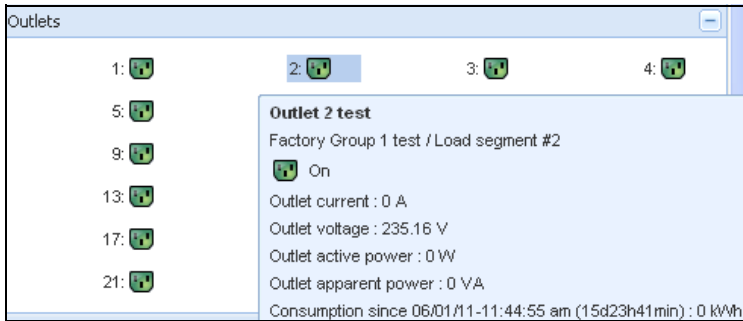 Outlets
1: 2: 3: 4:
5:
9:
13:
17:
21:
Outlet 2 test
Factory Group 1 test / Load segment #2
On
Outlet current : 0 A
Outlet voltage : 235.16 V
Outlet active power : 0 W
Outlet apparent power : 0 VA
Consumption since 06/01/11-11:44:55 am (15d23h41min) : 0 kWh